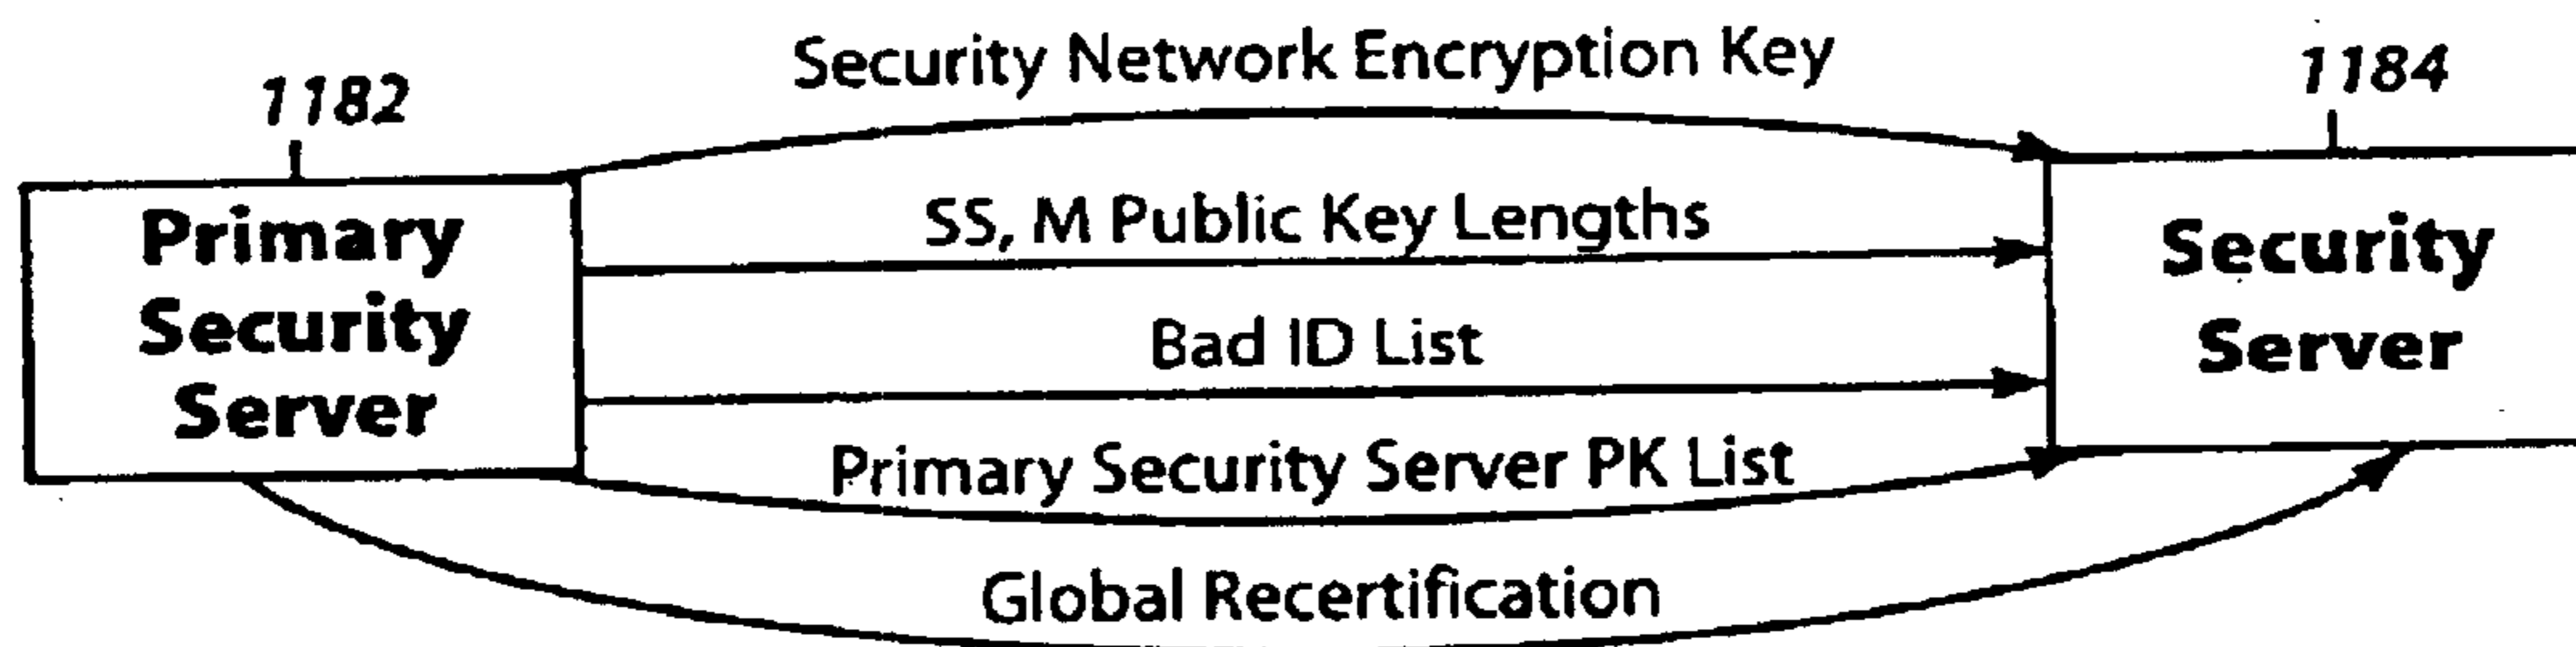 Security Network Encryption Key
1182
1184
SS, M Public Key Lengths
Primary
Security
Server
Security
Server
Bad ID List
Primary Security Server PK List
Global Recertification